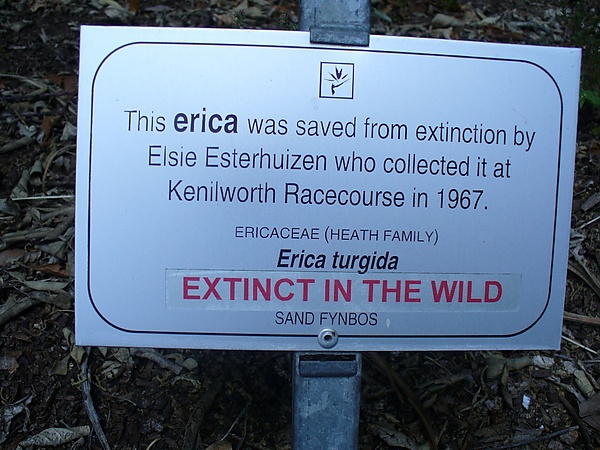 This erica was saved from extinction by
Elsie Esterhuizen who collected it at
Kenilworth Racecourse in 1967.
ERICACEAE (HEATH FAMILY)
Erica turgida
EXTINCT IN THE WILD
SAND FYNBOS